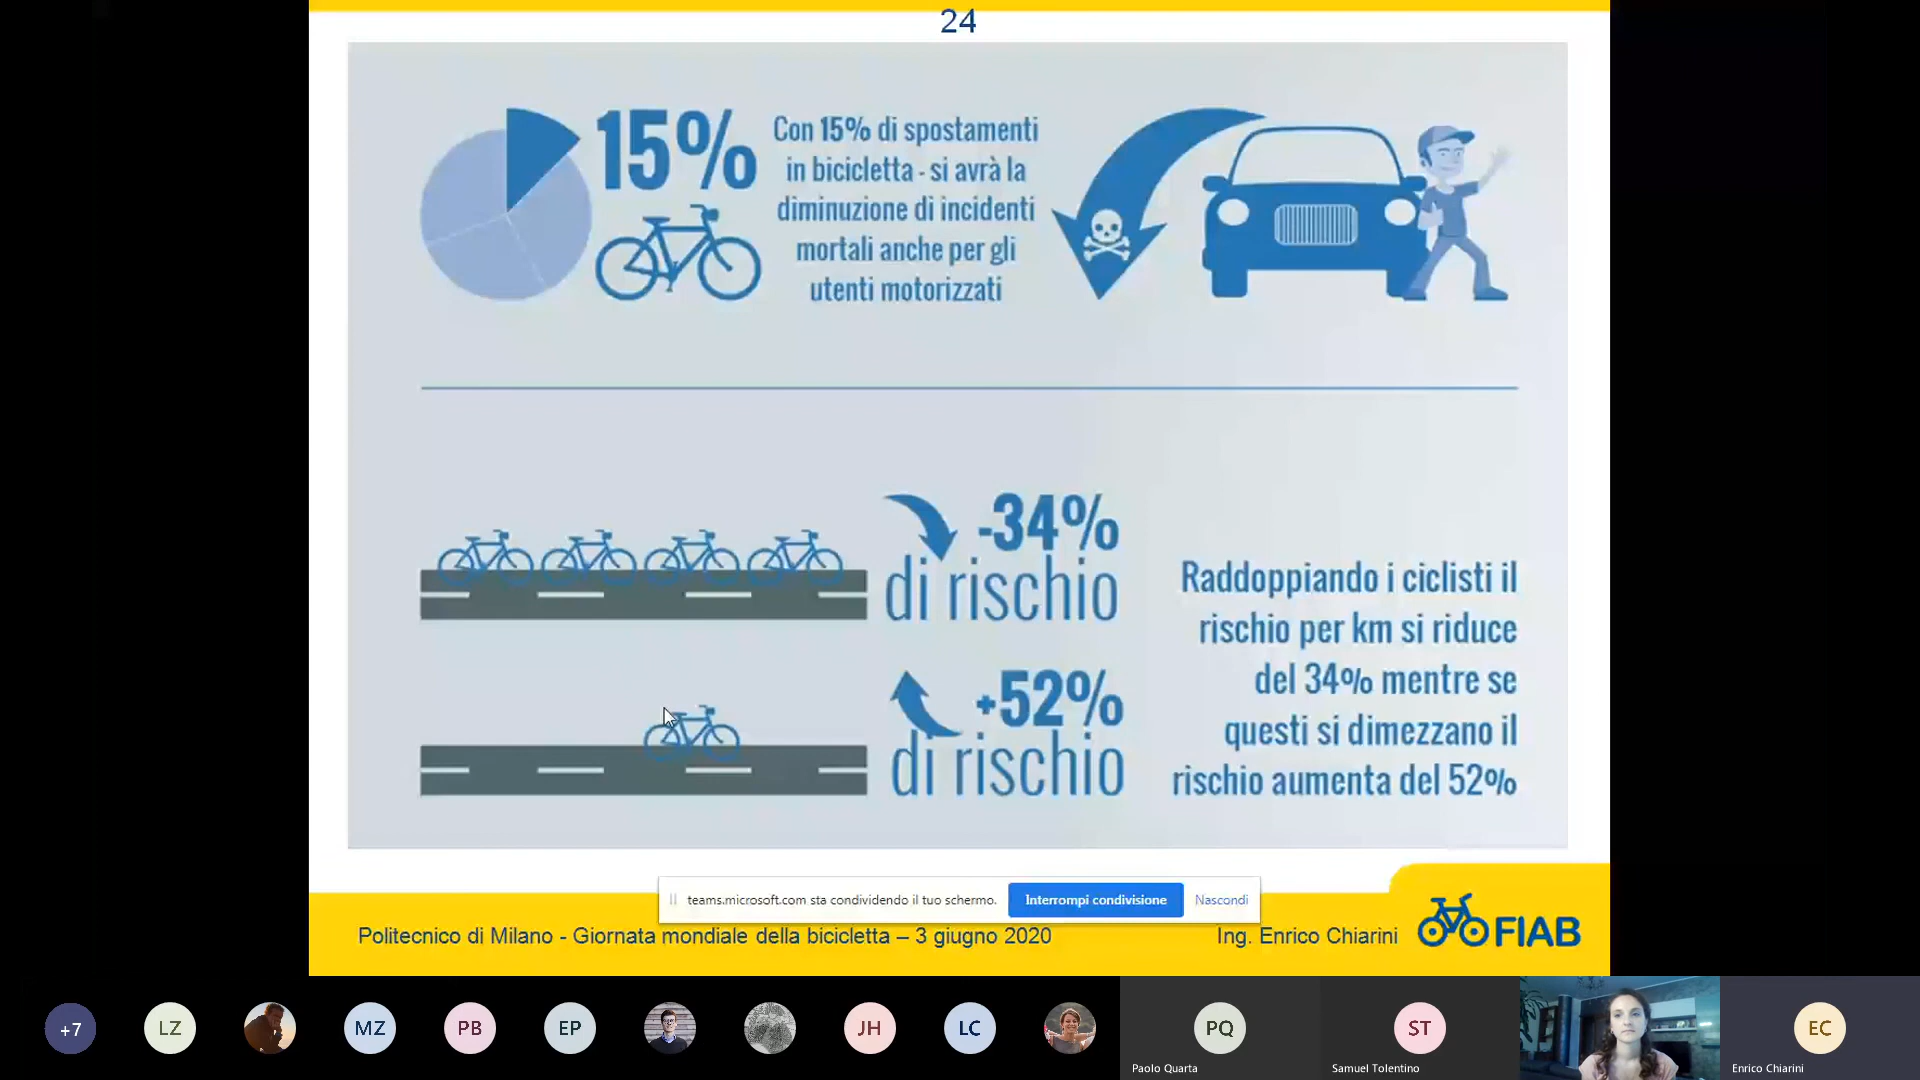 24
15%
Con 15% di spostamenti
in bicicletta - si avrà la
diminuzione di incidenti
mortali anche per gli
utenti motorizzati
-34%
di rischio
+52%
di rischio
Raddoppiando i ciclisti il
rischio per km si riduce
del 34% mentre se
questi si dimezzano il
rischio aumenta del 52%
teams.microsoft.com sta condividendo il tuo schermo.
Interrompi condivisione
Nascondi
Politecnico di Milano - Giornata mondiale della bicicletta – 3 giugno 2020
Ing. Enrico Chiarini
FIAB
+7
LZ
MZ
PB
EP
JH
LC
PQ
ST
EC
Paolo Quarta
Samuel Tolentino
Enrico Chiarini